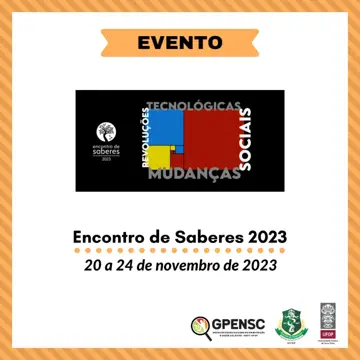 EVENTO
encontro de
saberes
2023
REVOLUÇÕES
TECNOLÓGICAS
SOCIAIS
MUDANÇAS
Encontro de Saberes 2023
20 a 24 de novembro de 2023
GPENSC
UFOP